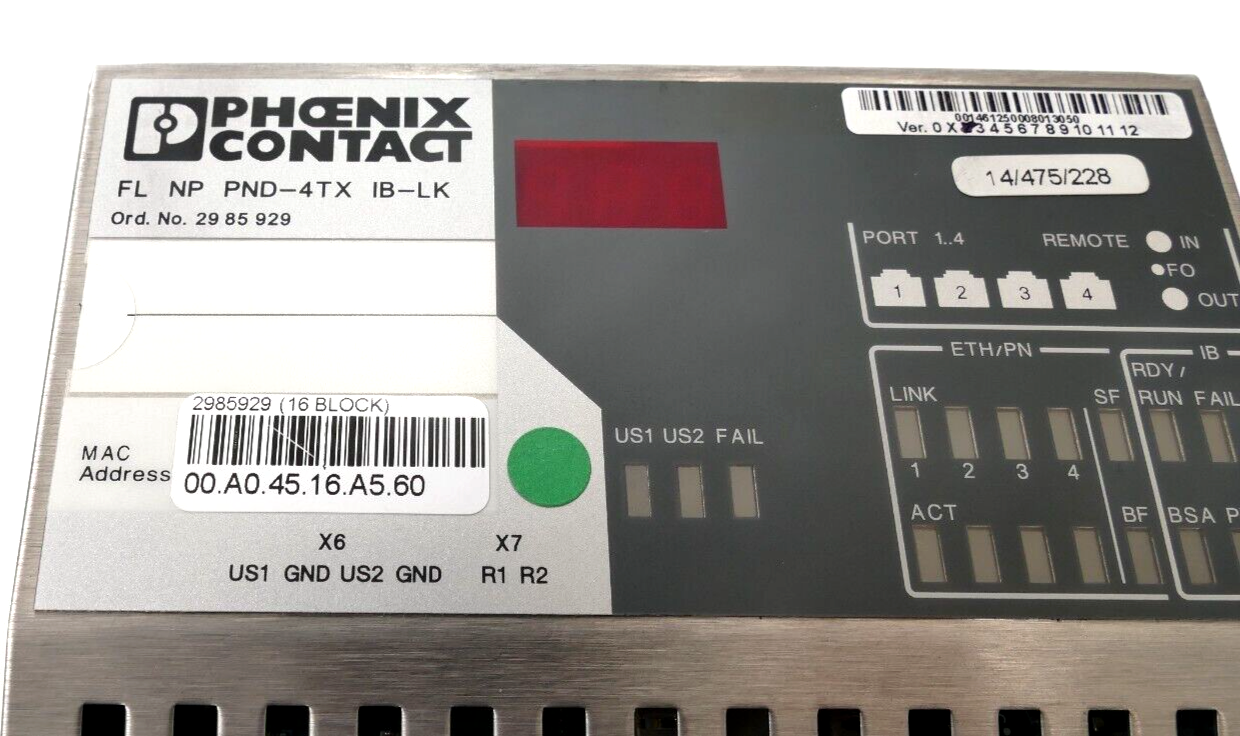 PHŒNIX
CONTACT
FL NP PND-4TX IB-LK
Ord. No. 29 85 929
2985929 (16 BLOCK)
MAC
Address
00.A0.45.16.A5.60
X6 X7
US1 GND US2 GND R1 R2
001461250008013050
Ver. 0 X 3 4 5 6 7 8 9 10 11 12
14/475/228
PORT 1..4 REMOTE IN
FO
OUT
1 2 3 4
ETH/PN IB
RDY/
LINK SF RUN FAIL
US1 US2 FAIL
1 2 3 4
ACT BF BSA